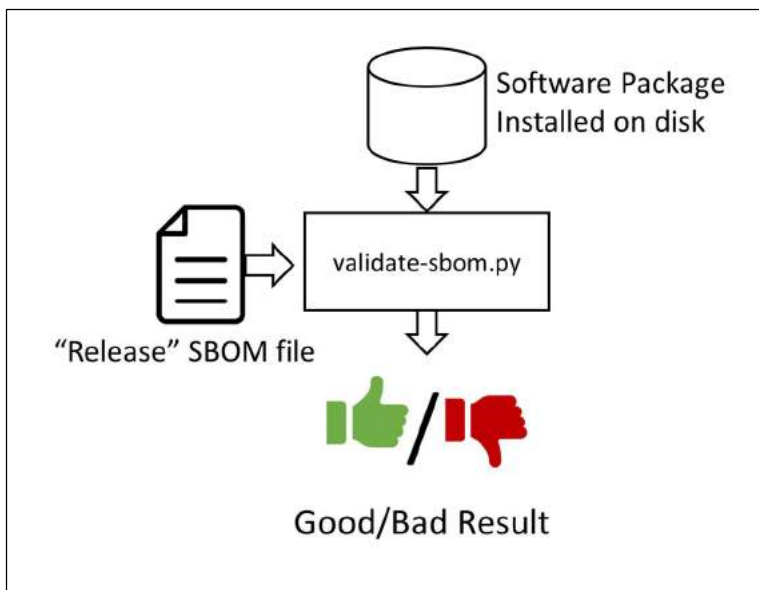 Software Package
Installed on disk
validate-sbom.py
“Release” SBOM file
Good/Bad Result